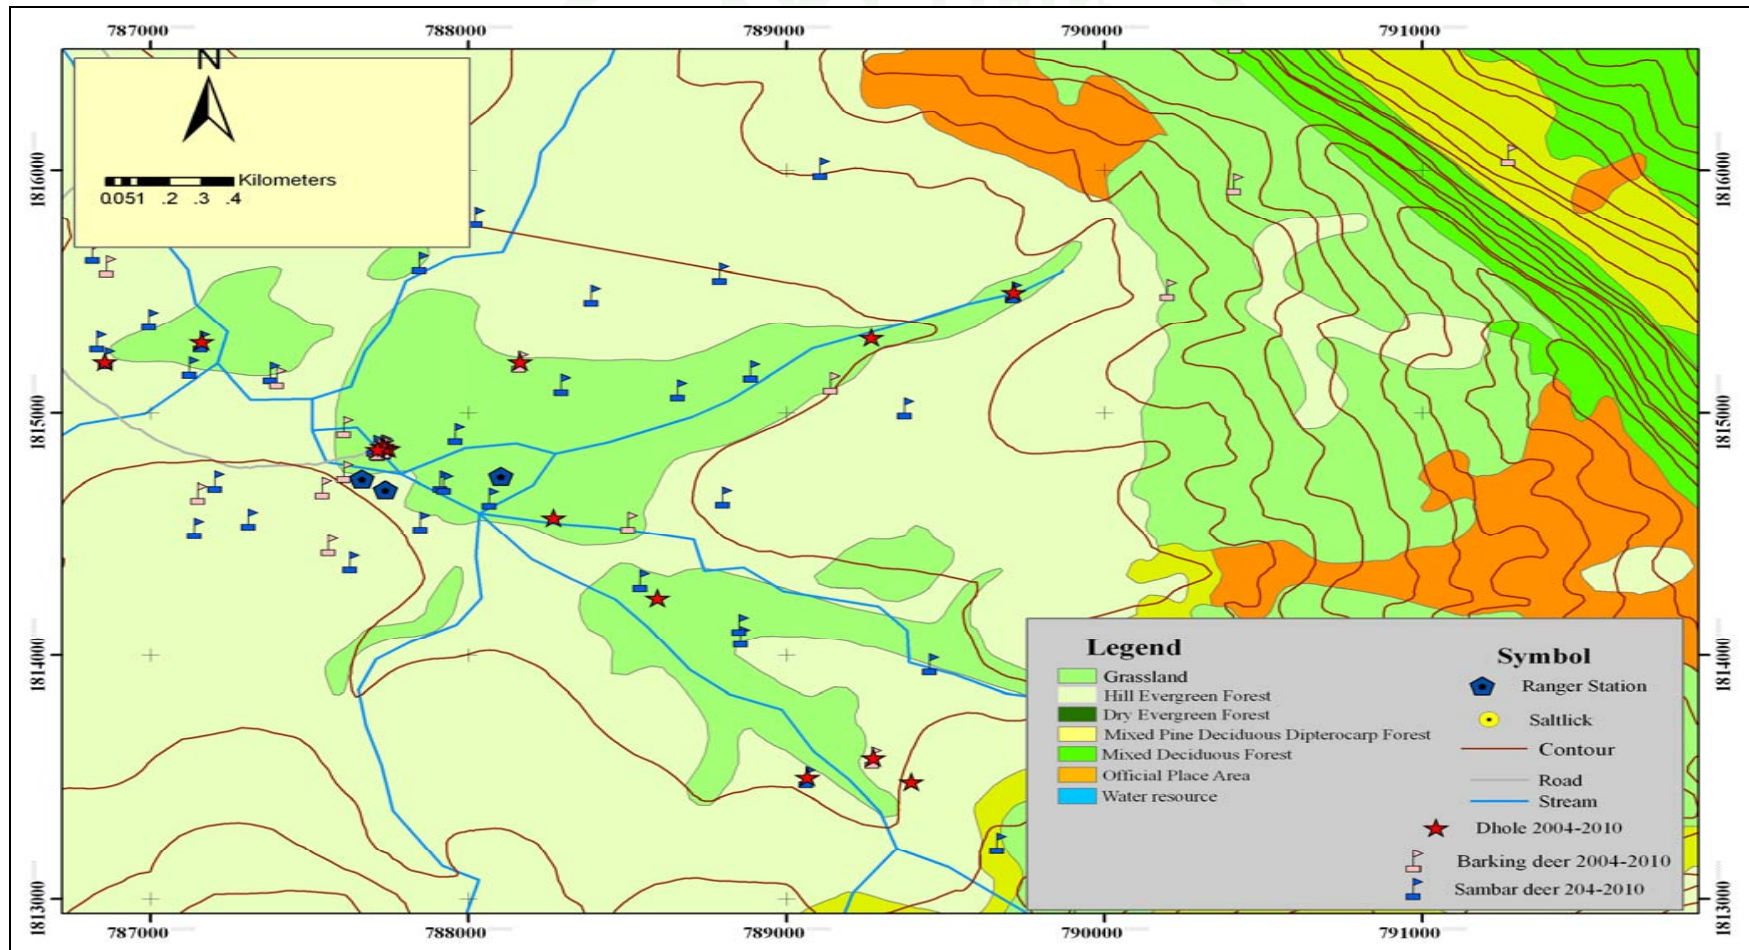 787000 788000 789000 790000 791000
N
Kilometers
0.051 .2 .3 .4
1816000
1815000
1814000
1813000
1816000
1815000
1814000
1813000
Legend
Grassland
Hill Evergreen Forest
Dry Evergreen Forest
Mixed Pine Deciduous Dipterocarp Forest
Mixed Deciduous Forest
Official Place Area
Water resource
Symbol
Ranger Station
Saltlick
Contour
Road
Stream
Dhole 2004-2010
Barking deer 2004-2010
Sambar deer 204-2010
787000 788000 789000 790000 791000